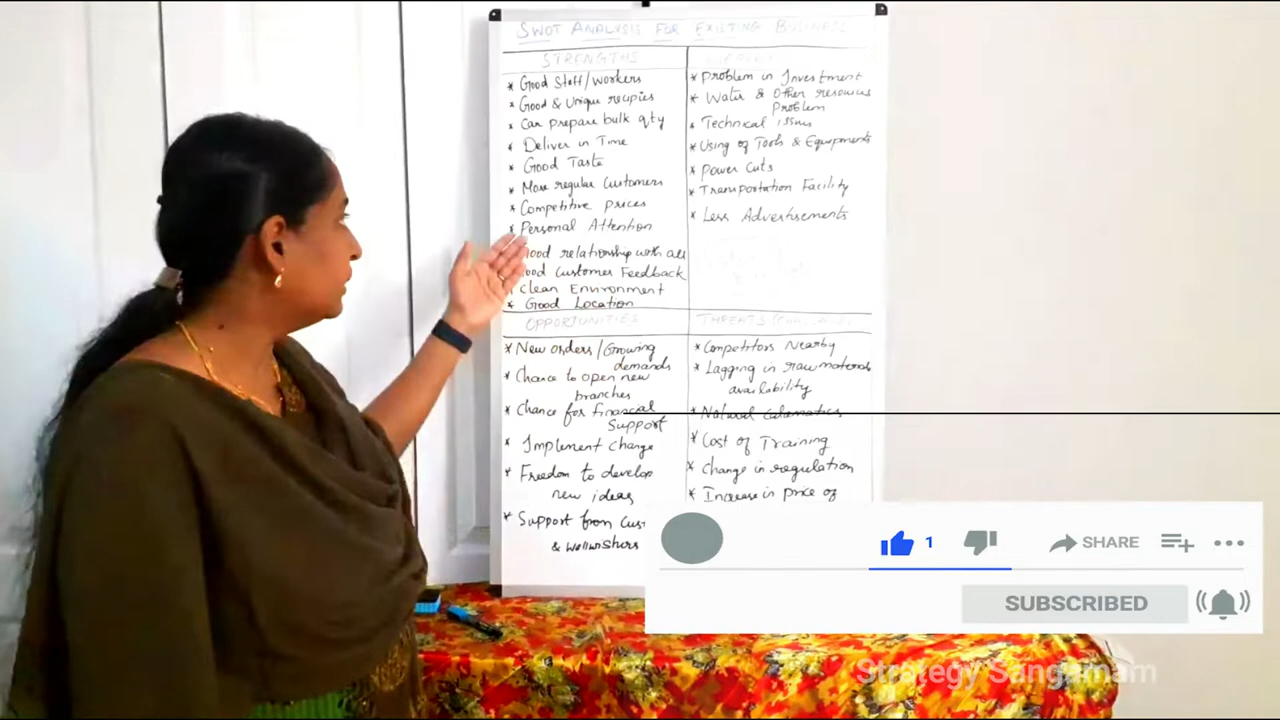 SWOT ANALYSIS FOR EXISTING BUSINESS
STRENGTHS
* Good Staff/workers
* Good & Unique recipies
* Can prepare bulk qty
* Deliver in Time
* Good Taste
* More regular Customers
* Competitive prices
* Personal Attention
Good relationship with all
Good Customer Feedback
* Clean Environment
* Good Location
* Problem in Investment
* Water & Other resources
Problem
* Technical issues
* Using of Tools & Equipments
* Power Cuts
* Transportation Facility
* Less Advertisements
OPPORTUNITIES
* New orders/Growing
demands
* Chance to open new
branches
* Chance for financial
Support
* Implement change
* Freedom to develop
new ideas
* Support from Cus
& Wellwishers
THREATS
* Competitors Nearby
* Lagging in raw materials
availability
* Natural Calamaties
* Cost of Training
* Change in regulation
* Increase in price of
1
SHARE
SUBSCRIBED
Strategy Sangamam